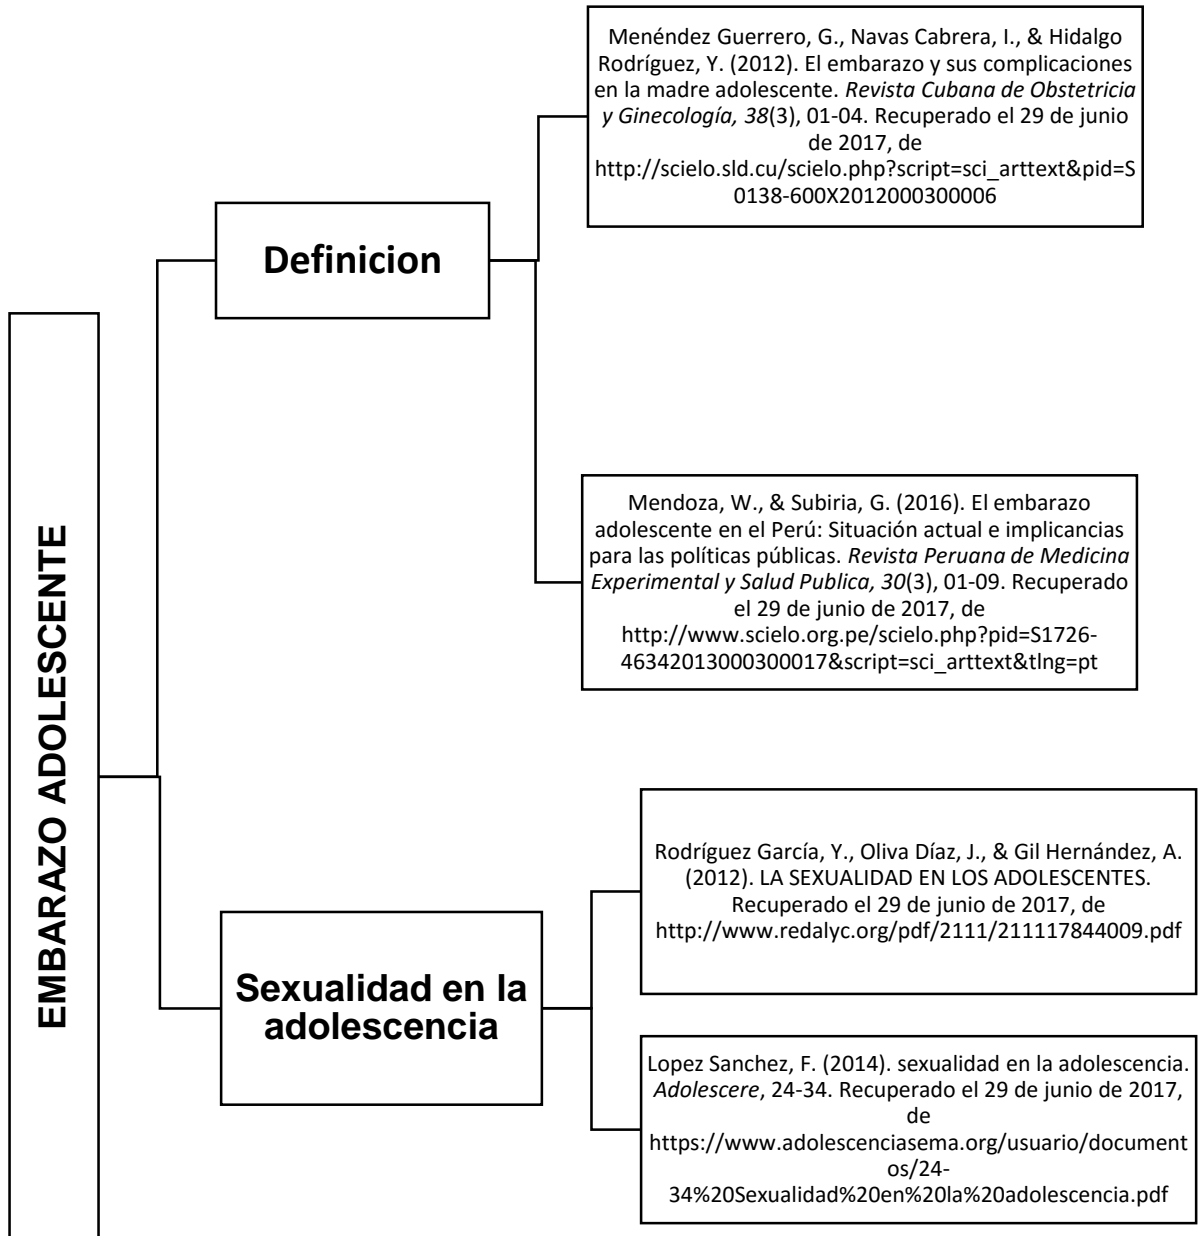 EMBARAZO ADOLESCENTE
Definicion
Menéndez Guerrero, G., Navas Cabrera, I., & Hidalgo
Rodríguez, Y. (2012). El embarazo y sus complicaciones
en la madre adolescente. Revista Cubana de Obstetricia
y Ginecología, 38(3), 01-04. Recuperado el 29 de junio
de 2017, de
http://scielo.sld.cu/scielo.php?script=sci_arttext&pid=S
0138-600X2012000300006
Mendoza, W., & Subiria, G. (2016). El embarazo
adolescente en el Perú: Situación actual e implicancias
para las políticas públicas. Revista Peruana de Medicina
Experimental y Salud Publica, 30(3), 01-09. Recuperado
el 29 de junio de 2017, de
http://www.scielo.org.pe/scielo.php?pid=S1726-
46342013000300017&script=sci_arttext&tlng=pt
Sexualidad en la
adolescencia
Rodríguez García, Y., Oliva Díaz, J., & Gil Hernández, A.
(2012). LA SEXUALIDAD EN LOS ADOLESCENTES.
Recuperado el 29 de junio de 2017, de
http://www.redalyc.org/pdf/2111/211117844009.pdf
Lopez Sanchez, F. (2014). sexualidad en la adolescencia.
Adolescere, 24-34. Recuperado el 29 de junio de 2017,
de
https://www.adolescenciasema.org/usuario/document
os/24-
34%20Sexualidad%20en%20la%20adolescencia.pdf